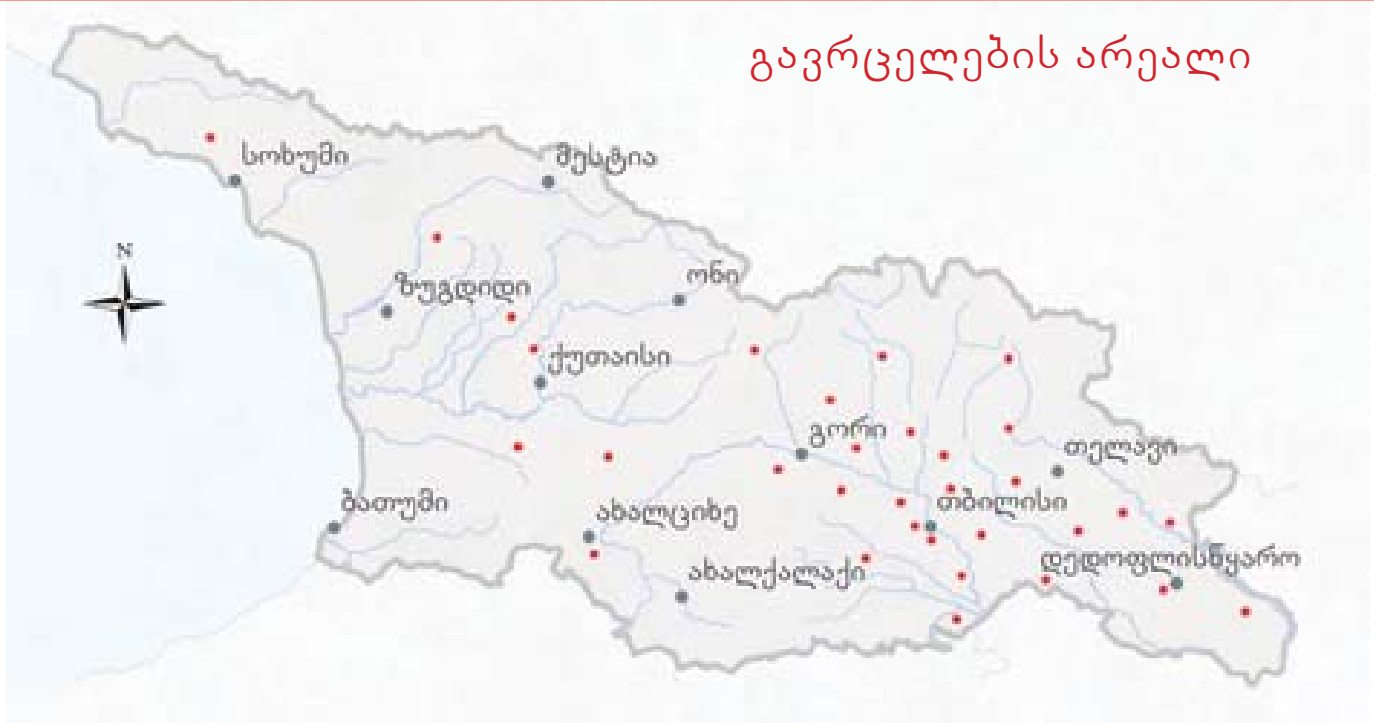 გავრცელების არეალი
სოხუმი
მესტია
N
ონი
ზუგდიდი
ქუთაისი
გორი
თელავი
ბათუმი
ახალციხე
თბილისი
დედოფლისწყარო
ახალქალაქი